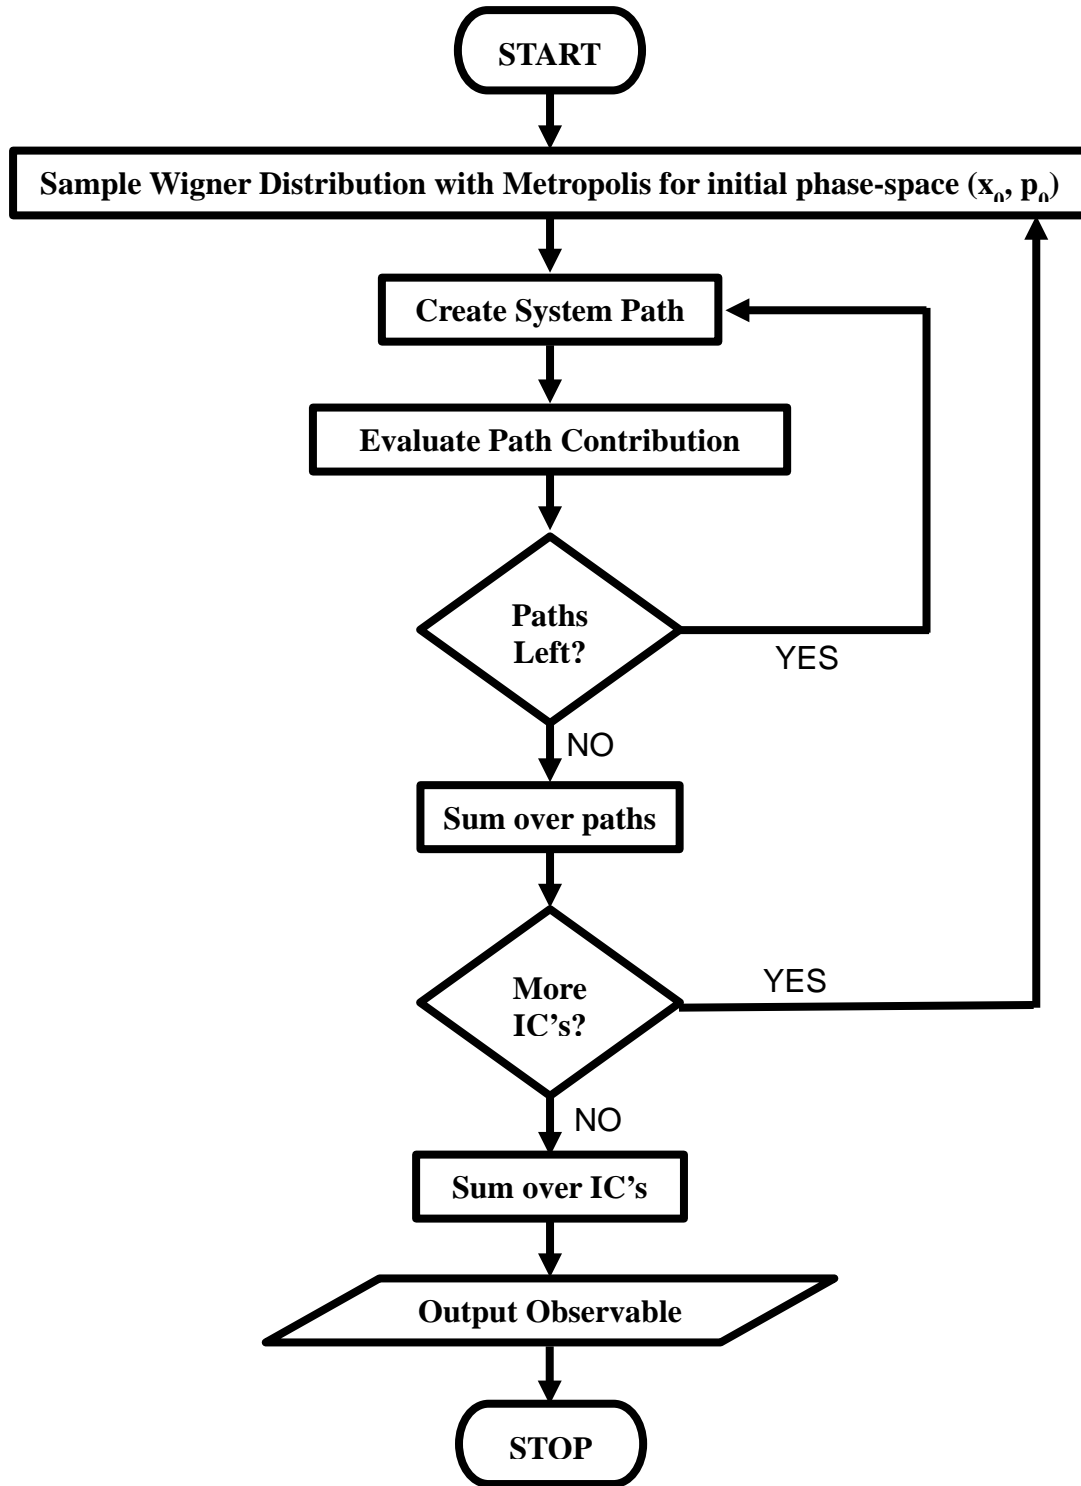 START
Sample Wigner Distribution with Metropolis for initial phase-space (x₀, p₀)
Create System Path
Evaluate Path Contribution
Paths
Left?
YES
NO
Sum over paths
More
IC’s?
YES
NO
Sum over IC’s
Output Observable
STOP